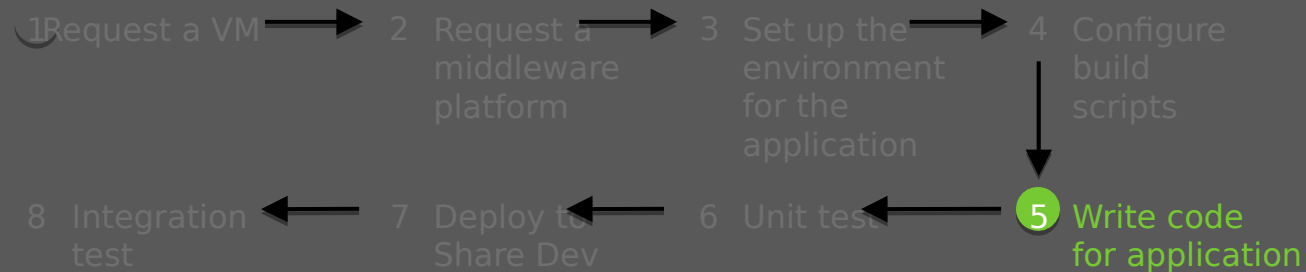 1 Request a VM
2 Request a
middleware
platform
3 Set up the
environment
for the
application
4 Configure
build
scripts
5 Write code
for application
6 Unit test
7 Deploy to
Share Dev
8 Integration
test